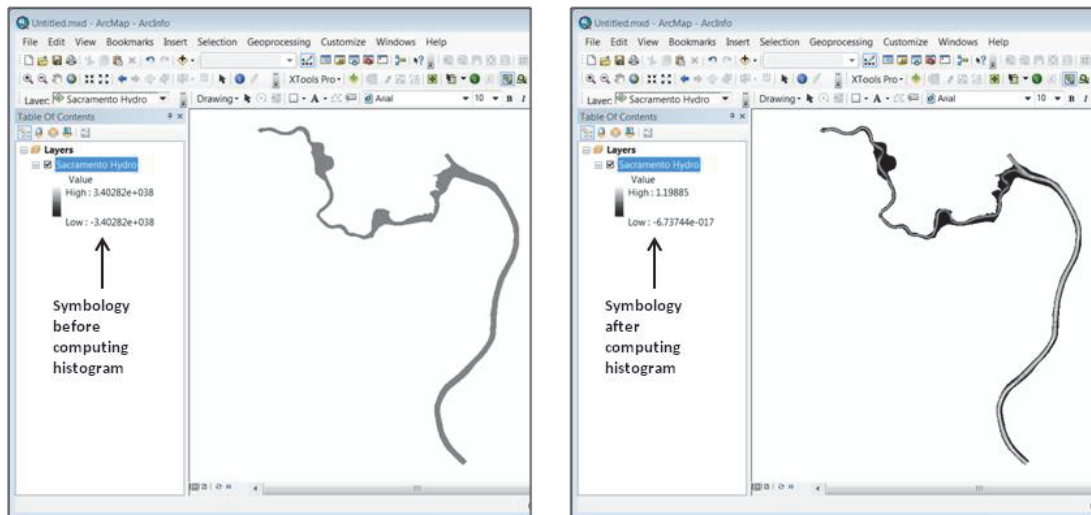 Untitled.mxd - ArcMap - ArcInfo
File Edit View Bookmarks Insert Selection Geoprocessing Customize Windows Help
XTools Pro
Layer: Sacramento Hydro Drawing A Arial 10 B I
Table Of Contents
Layers
Sacramento Hydro
Value
High : 3.40282e+038
Low : -3.40282e+038
Symbology
before
computing
histogram
Untitled.mxd - ArcMap - ArcInfo
File Edit View Bookmarks Insert Selection Geoprocessing Customize Windows Help
XTools Pro
Layer: Sacramento Hydro Drawing A Arial 10 B I
Table Of Contents
Layers
Sacramento Hydro
Value
High : 1.19885
Low : -6.73744e-017
Symbology
after
computing
histogram